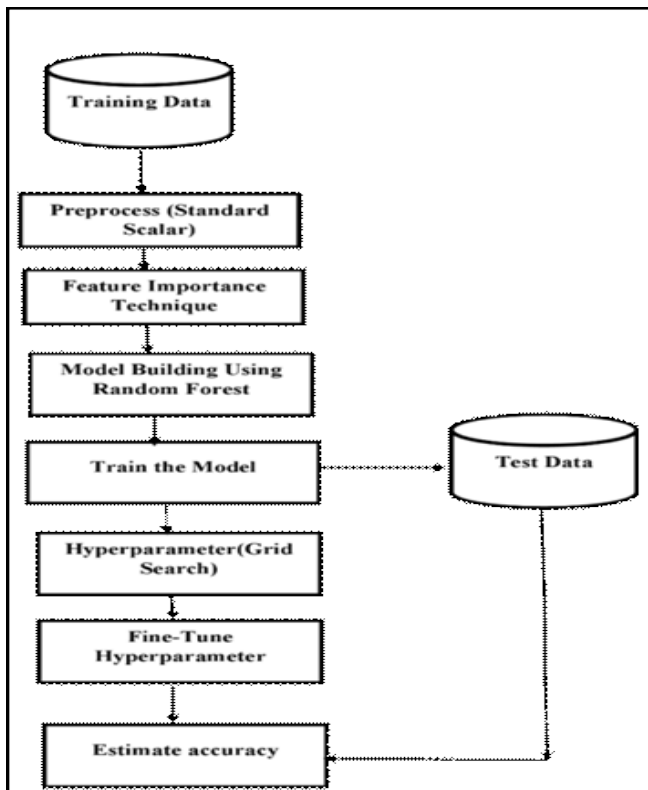 Training Data
Preprocess (Standard
Scalar)
Feature Importance
Technique
Model Building Using
Random Forest
Train the Model
Test Data
Hyperparameter(Grid
Search)
Fine-Tune
Hyperparameter
Estimate accuracy